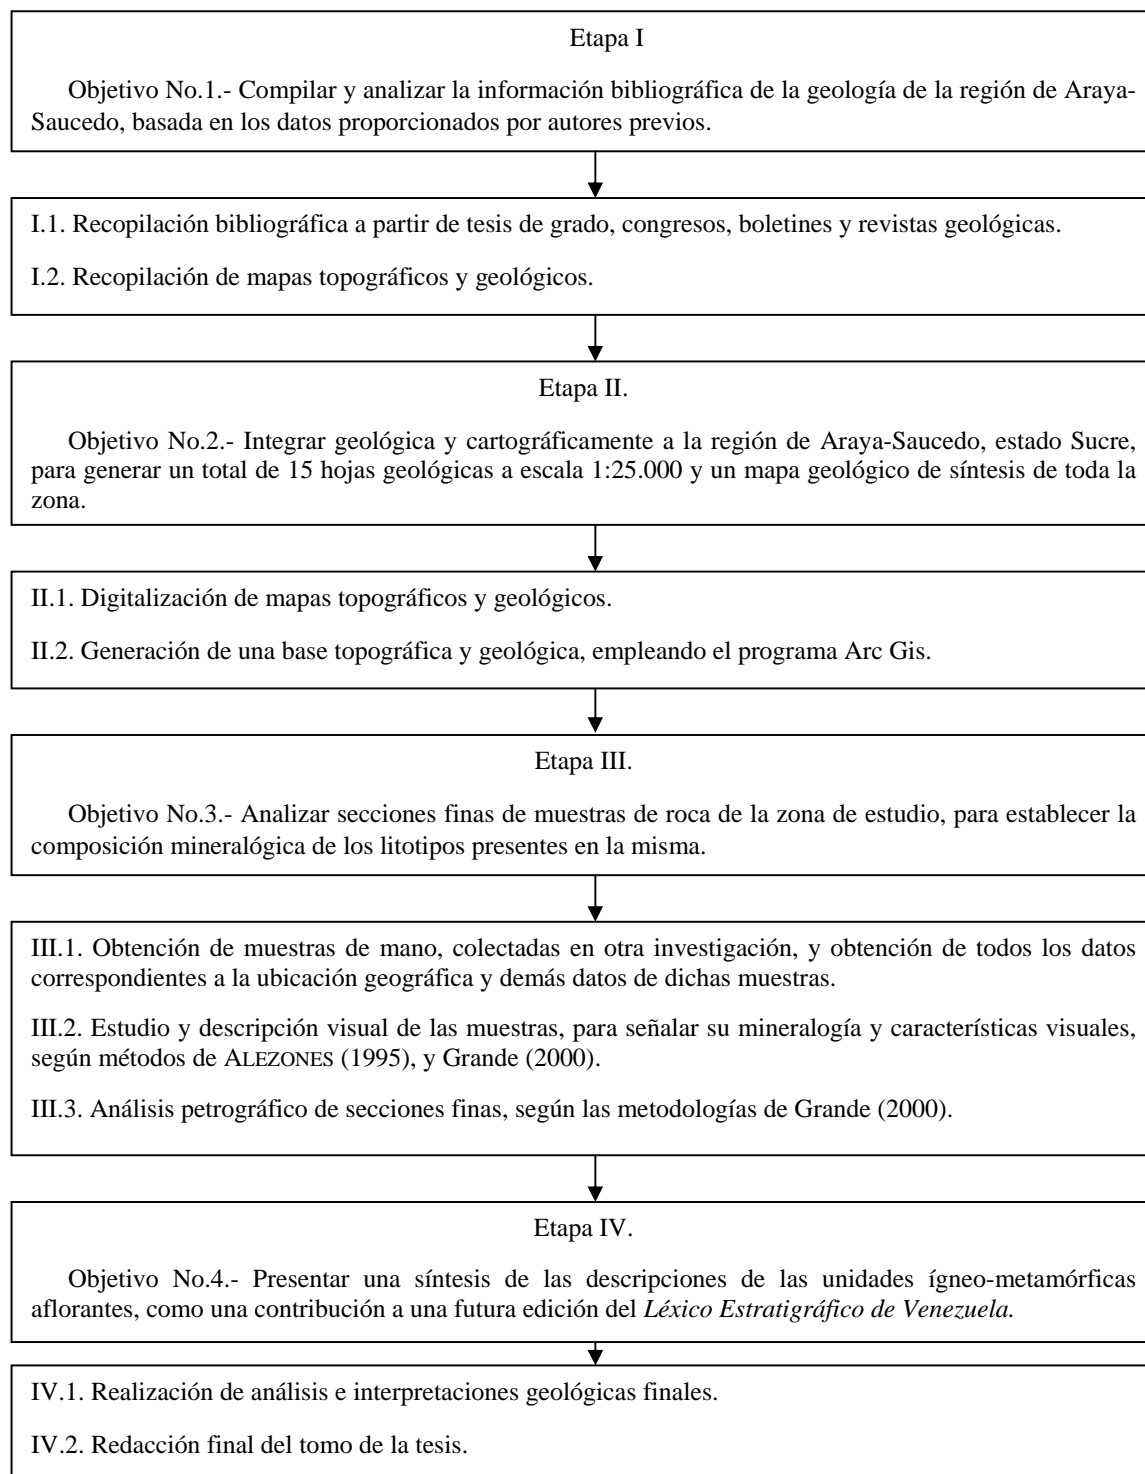 Etapa I
Objetivo No.1.- Compilar y analizar la información bibliográfica de la geología de la región de Araya-
Saucedo, basada en los datos proporcionados por autores previos.
I.1. Recopilación bibliográfica a partir de tesis de grado, congresos, boletines y revistas geológicas.
I.2. Recopilación de mapas topográficos y geológicos.
Etapa II.
Objetivo No.2.- Integrar geológica y cartográficamente a la región de Araya-Saucedo, estado Sucre,
para generar un total de 15 hojas geológicas a escala 1:25.000 y un mapa geológico de síntesis de toda la
zona.
II.1. Digitalización de mapas topográficos y geológicos.
II.2. Generación de una base topográfica y geológica, empleando el programa Arc Gis.
Etapa III.
Objetivo No.3.- Analizar secciones finas de muestras de roca de la zona de estudio, para establecer la
composición mineralógica de los litotipos presentes en la misma.
III.1. Obtención de muestras de mano, colectadas en otra investigación, y obtención de todos los datos
correspondientes a la ubicación geográfica y demás datos de dichas muestras.
III.2. Estudio y descripción visual de las muestras, para señalar su mineralogía y características visuales,
según métodos de ALEZONES (1995), y Grande (2000).
III.3. Análisis petrográfico de secciones finas, según las metodologías de Grande (2000).
Etapa IV.
Objetivo No.4.- Presentar una síntesis de las descripciones de las unidades ígneo-metamórficas
aflorantes, como una contribución a una futura edición del Léxico Estratigráfico de Venezuela.
IV.1. Realización de análisis e interpretaciones geológicas finales.
IV.2. Redacción final del tomo de la tesis.